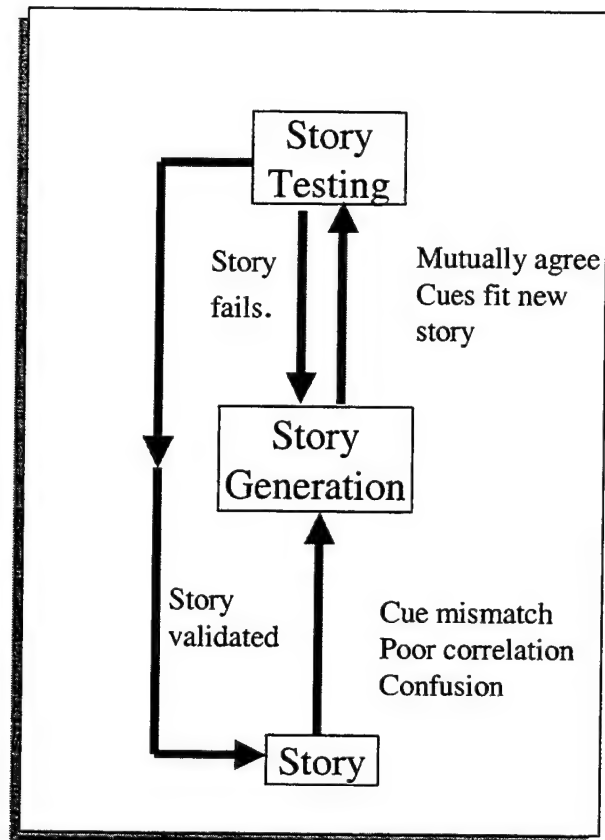 Story
Testing
Story
fails.
Mutually agree
Cues fit new
story
Story
Generation
Story
validated
Cue mismatch
Poor correlation
Confusion
Story